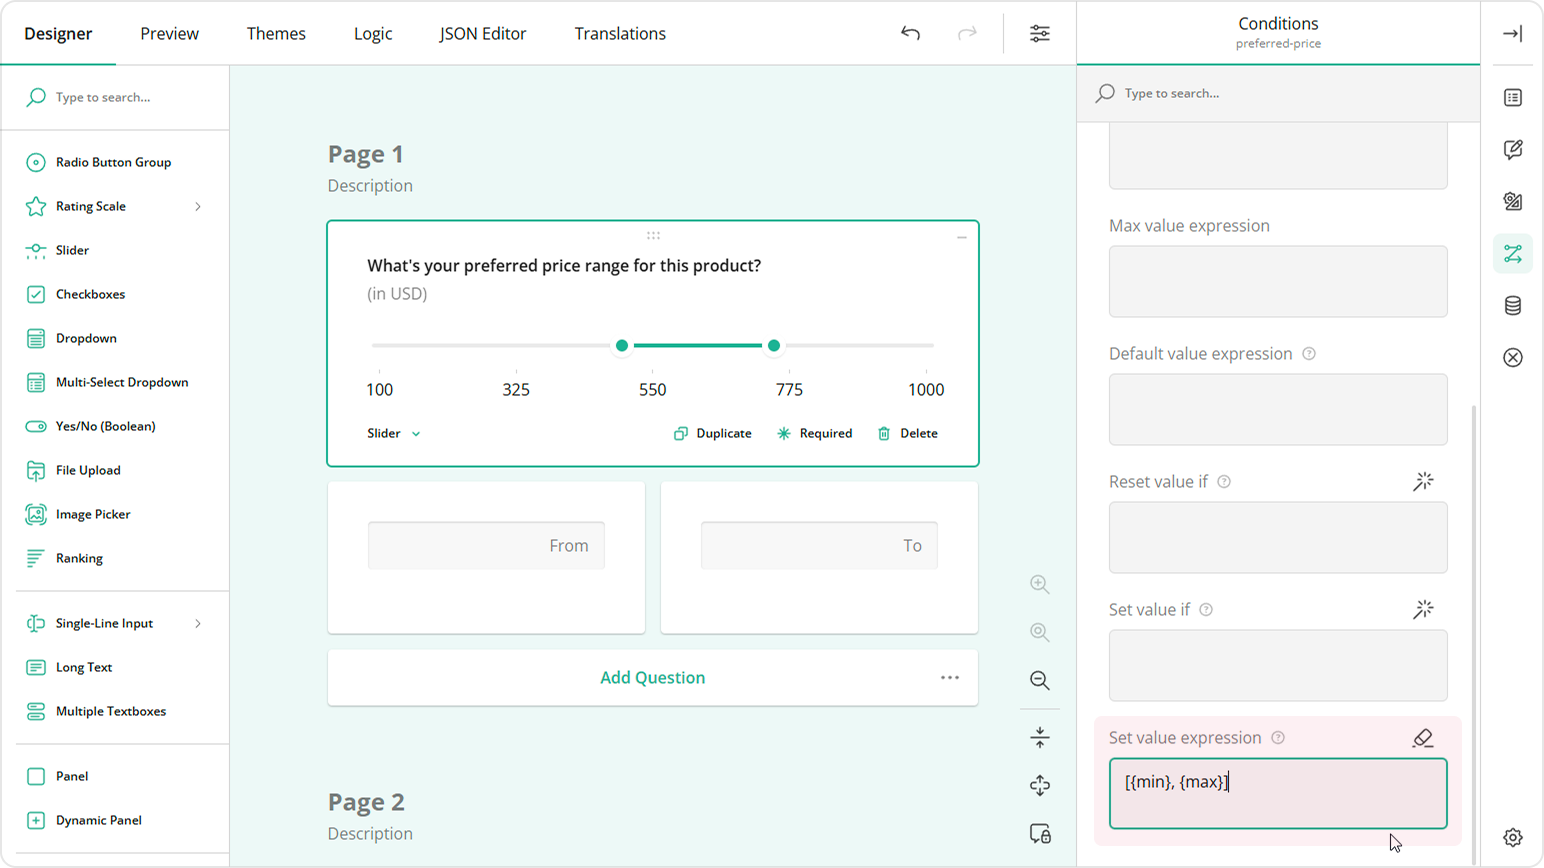 Designer Preview Themes Logic JSON Editor Translations
Type to search...
Radio Button Group
Rating Scale
Slider
Checkboxes
Dropdown
Multi-Select Dropdown
Yes/No (Boolean)
File Upload
Image Picker
Ranking
Single-Line Input
Long Text
Multiple Textboxes
Panel
Dynamic Panel
Page 1
Description
What's your preferred price range for this product?
(in USD)
100 325 550 775 1000
Slider Duplicate Required Delete
From To
Add Question
Page 2
Description
Conditions
preferred-price
Type to search...
Max value expression
Default value expression
Reset value if
Set value if
Set value expression
[{min}, {max}]